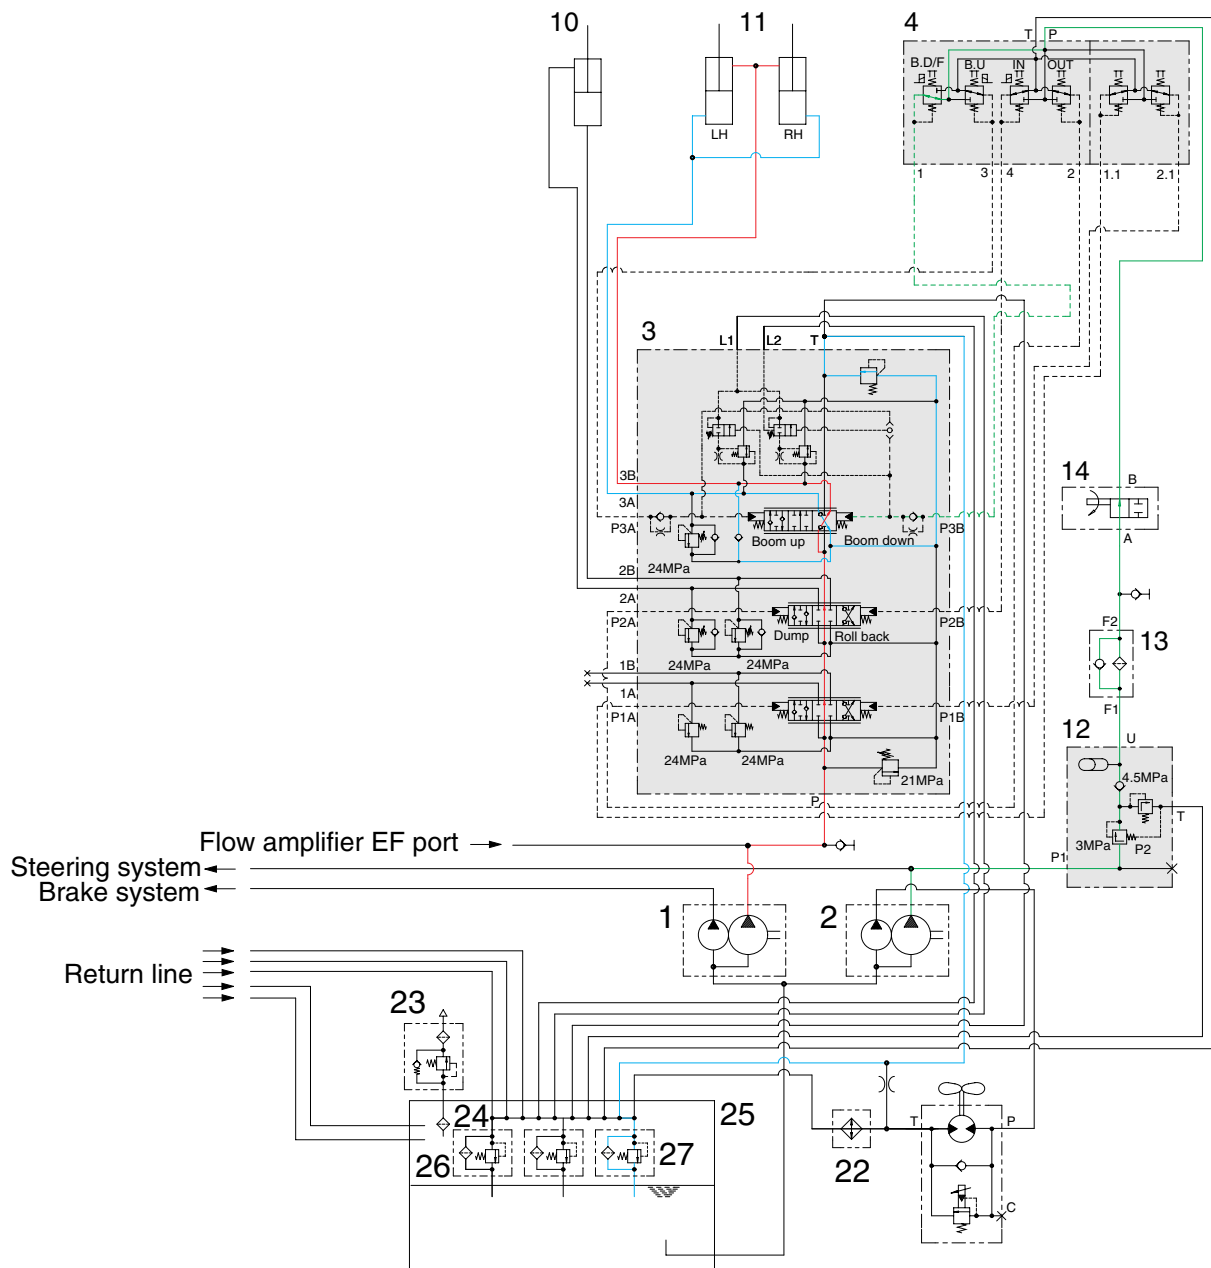 10
11
4
T P
B.D/F B.U IN OUT
LH RH
1 3 4 2 1.1 2.1
3
L1 L2 T
14
B
A
3B
3A
P3A
Boom up Boom down
P3B
24MPa
2B
2A
P2A
Dump Roll back
P2B
24MPa 24MPa
1B
1A
P1A
P1B
24MPa 24MPa
21MPa
P
F2
13
F1
12
U
4.5MPa
T
3MPa
P2
P1
Flow amplifier EF port
Steering system
Brake system
1
2
Return line
23
24
25
26
27
22
T P
C